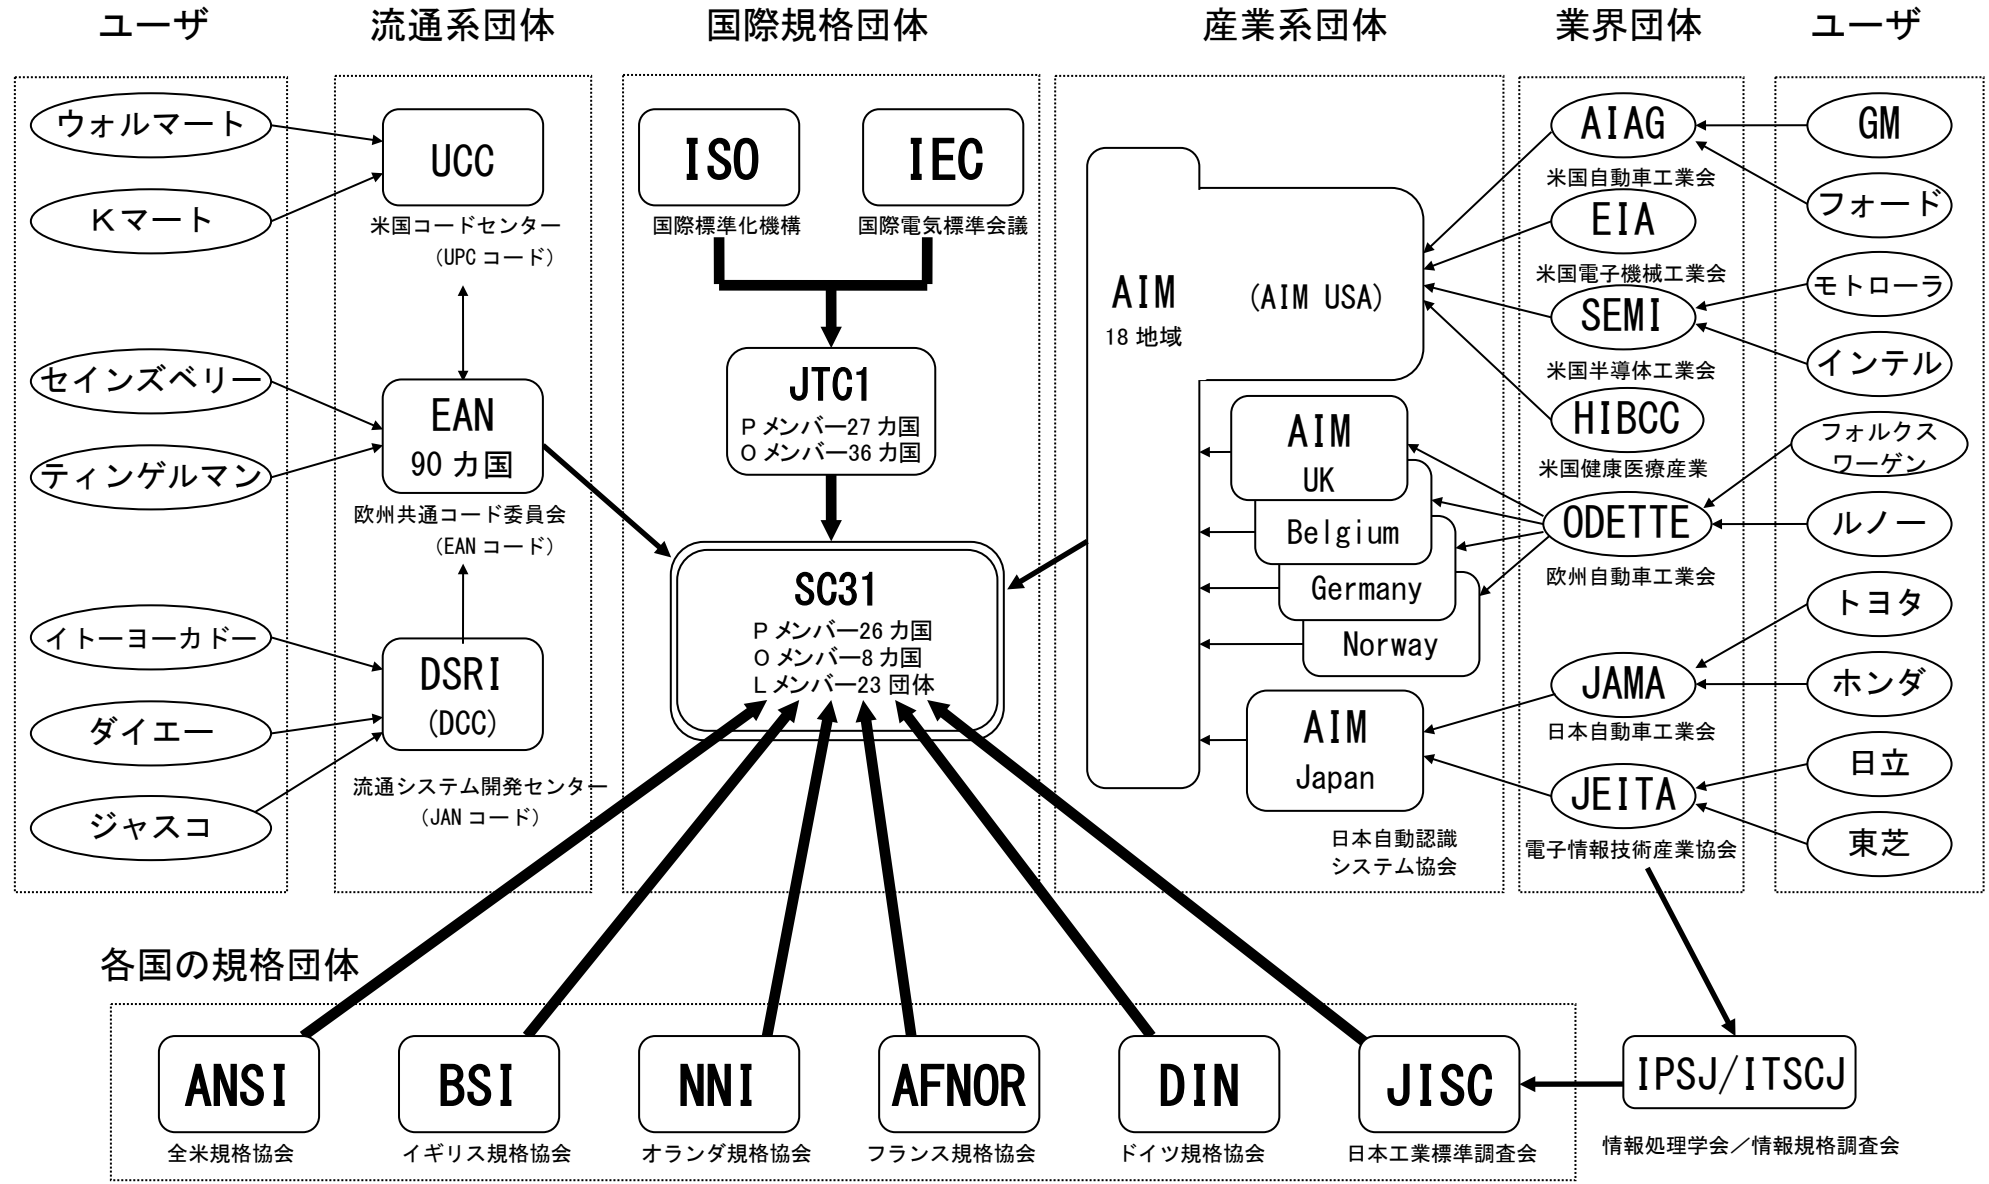 ユーザ
流通系団体
国際規格団体
産業系団体
業界団体
ユーザ
ウォルマート
Kマート
セインズベリー
ティンゲルマン
イトーヨーカドー
ダイエー
ジャスコ
UCC
米国コードセンター
(UPC コード)
EAN
90 カ国
欧州共通コード委員会
(EAN コード)
DSRI
(DCC)
流通システム開発センター
(JAN コード)
ISO
国際標準化機構
IEC
国際電気標準会議
JTC1
P メンバー27 カ国
O メンバー36 カ国
SC31
P メンバー26 カ国
O メンバー8 カ国
L メンバー23 団体
AIM
18 地域
(AIM USA)
AIM
UK
Belgium
Germany
Norway
AIM
Japan
日本自動認識
システム協会
AIAG
米国自動車工業会
EIA
米国電子機械工業会
SEMI
米国半導体工業会
HIBCC
米国健康医療産業
ODETTE
欧州自動車工業会
JAMA
日本自動車工業会
JEITA
電子情報技術産業協会
GM
フォード
モトローラ
インテル
フォルクス
ワーゲン
ルノー
トヨタ
ホンダ
日立
東芝
各国の規格団体
ANSI
全米規格協会
BSI
イギリス規格協会
NNI
オランダ規格協会
AFNOR
フランス規格協会
DIN
ドイツ規格協会
JISC
日本工業標準調査会
IPSJ/ITSCJ
情報処理学会/情報規格調査会